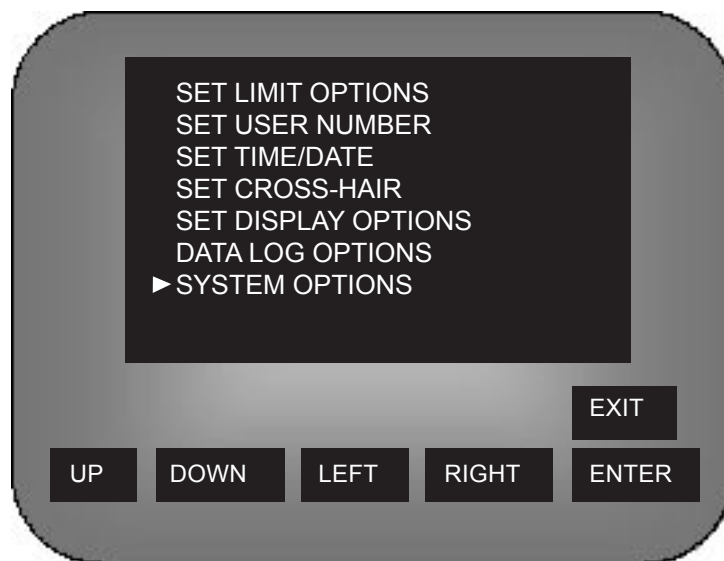 SET LIMIT OPTIONS
SET USER NUMBER
SET TIME/DATE
SET CROSS-HAIR
SET DISPLAY OPTIONS
DATA LOG OPTIONS
►SYSTEM OPTIONS
EXIT
UP DOWN LEFT RIGHT ENTER